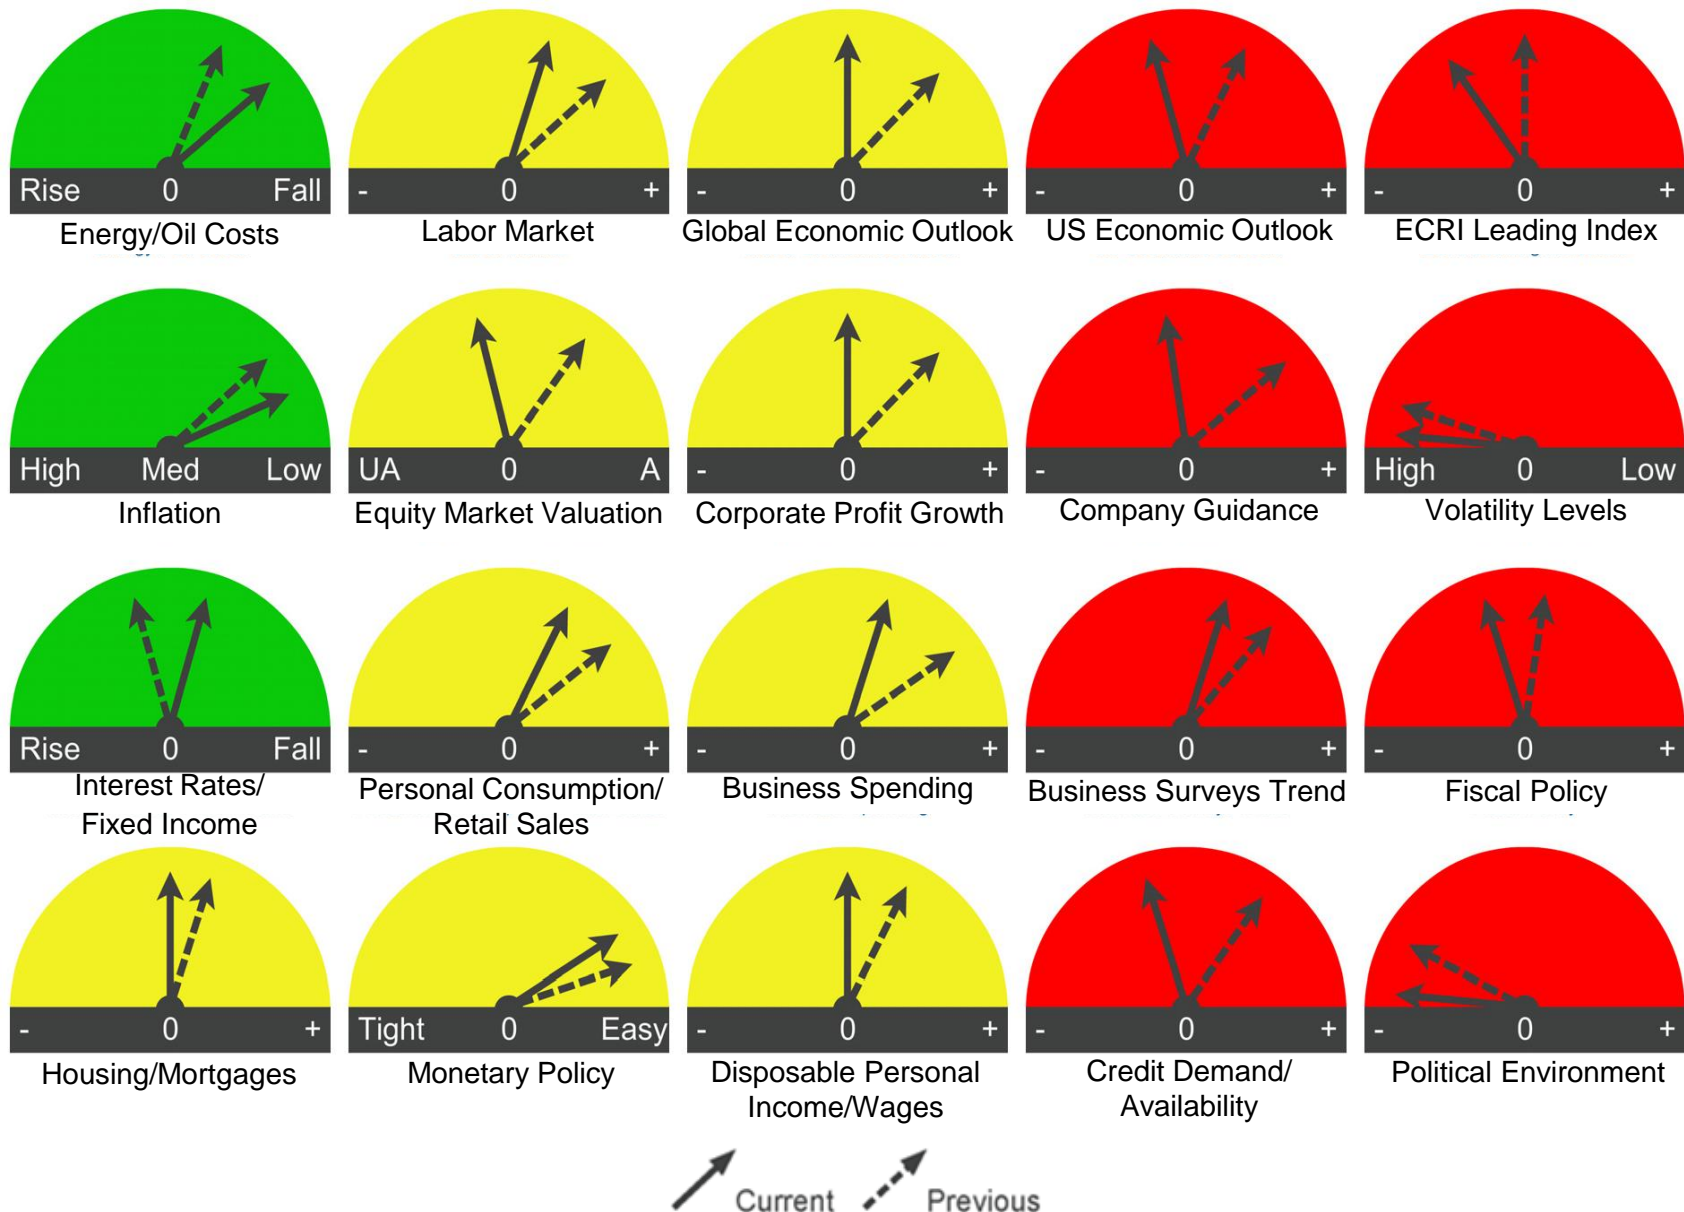 Rise 0 Fall
- 0 +
- 0 +
- 0 +
- 0 +
Energy/Oil Costs
Labor Market
Global Economic Outlook
US Economic Outlook
ECRI Leading Index
High Med Low
UA 0 A
- 0 +
- 0 +
High 0 Low
Inflation
Equity Market Valuation
Corporate Profit Growth
Company Guidance
Volatility Levels
Rise 0 Fall
- 0 +
- 0 +
- 0 +
- 0 +
Interest Rates/
Fixed Income
Personal Consumption/
Retail Sales
Business Spending
Business Surveys Trend
Fiscal Policy
- 0 +
Tight 0 Easy
- 0 +
- 0 +
- 0 +
Housing/Mortgages
Monetary Policy
Disposable Personal
Income/Wages
Credit Demand/
Availability
Political Environment
Current
Previous